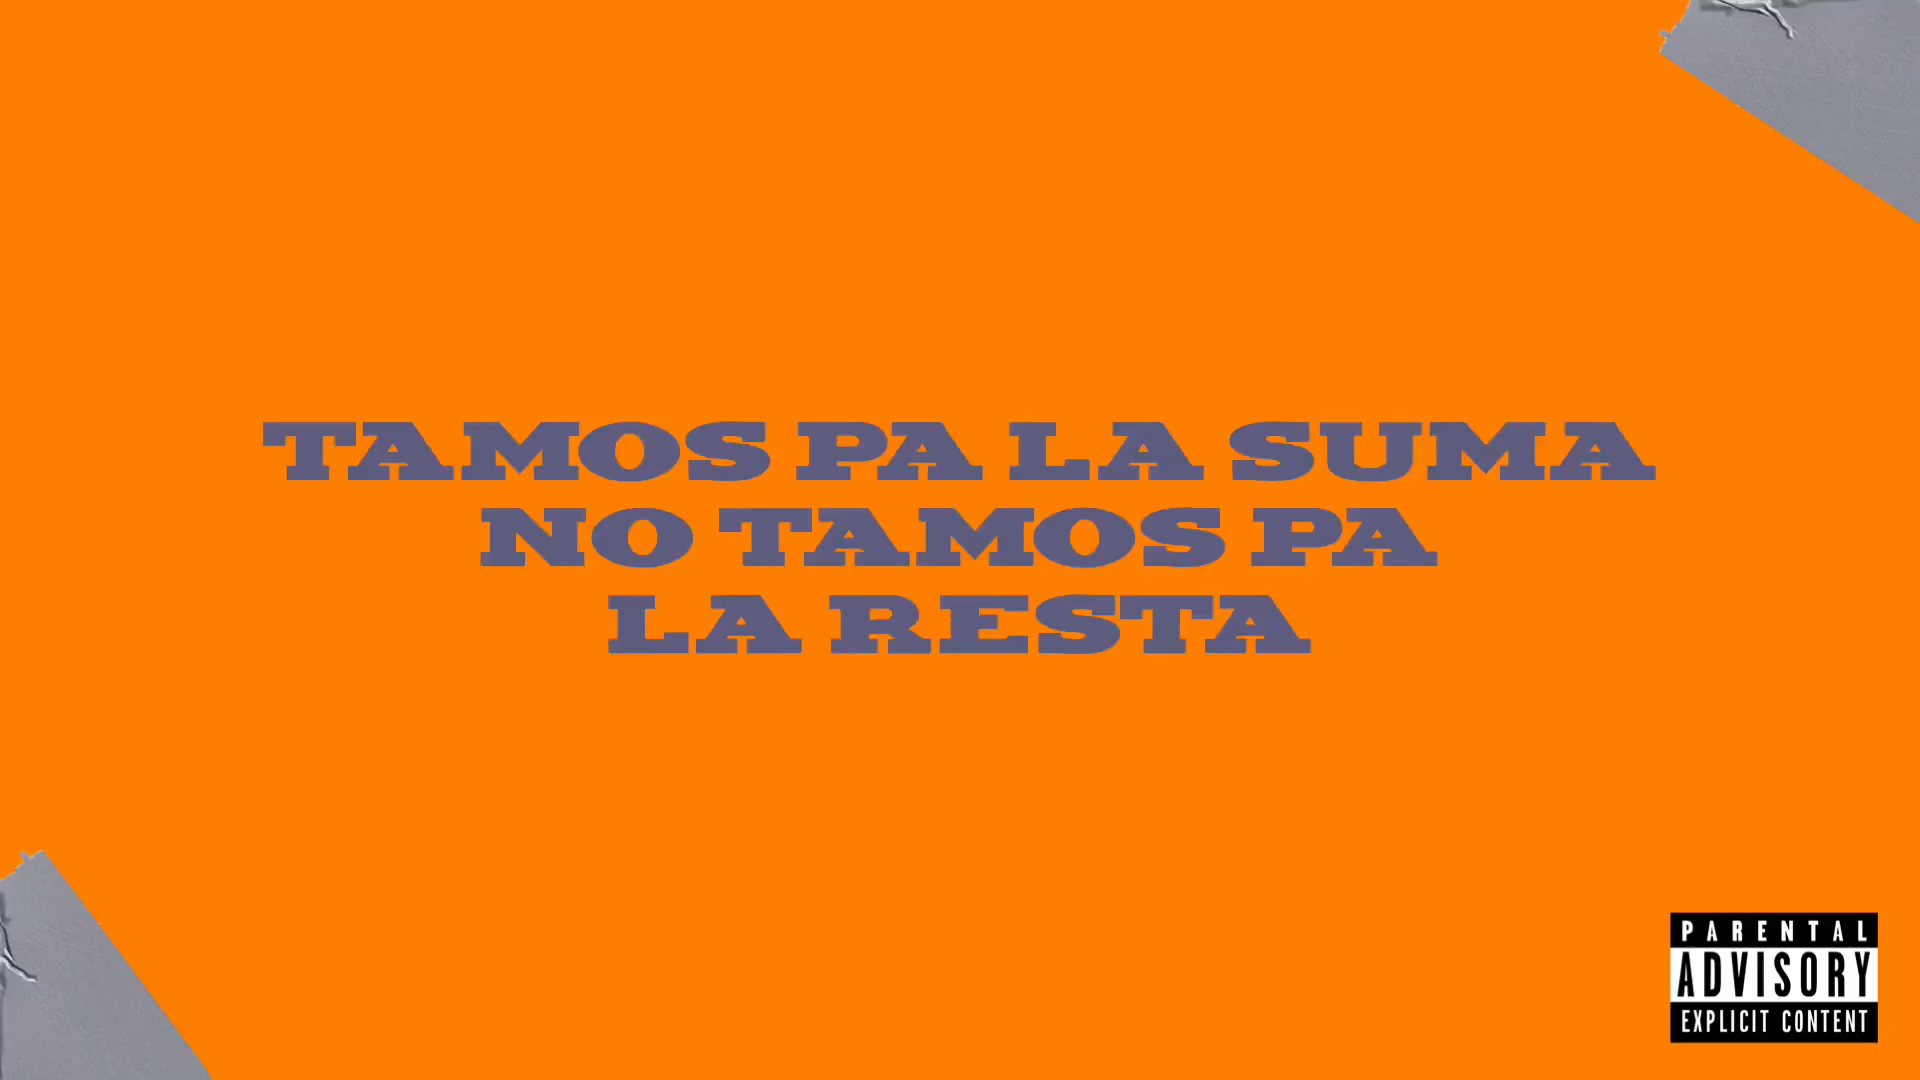 TAMOS PA LA SUMA
NO TAMOS PA
LA RESTA
PARENTAL
ADVISORY
EXPLICIT CONTENT